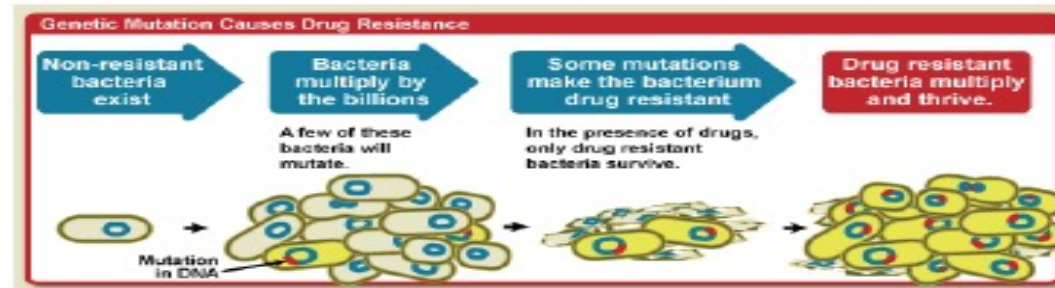 Genetic Mutation Causes Drug Resistance
Non-resistant
bacteria
exist
Bacteria
multiply by
the billions
Some mutations
make the bacterium
drug resistant
Drug resistant
bacteria multiply
and thrive.
A few of these
bacteria will
mutate.
In the presence of drugs,
only drug resistant
bacteria survive.
Mutation
in DNA